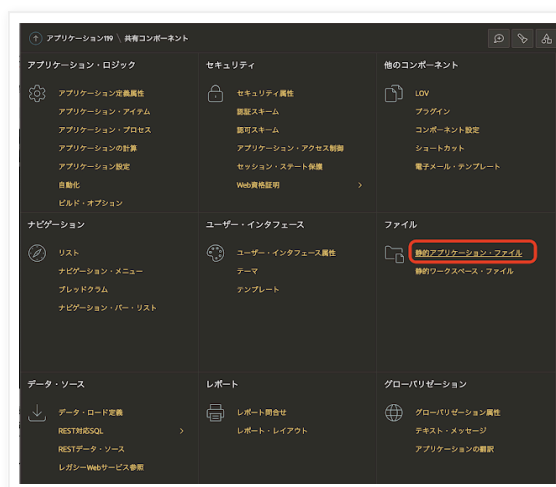 アプリケーション119 \ 共有コンポーネント
アプリケーション・ロジック
アプリケーション定義属性
アプリケーション・アイテム
アプリケーション・プロセス
アプリケーションの計算
アプリケーション設定
自動化
ビルド・オプション
セキュリティ
セキュリティ属性
認証スキーム
認可スキーム
アプリケーション・アクセス制御
セッション・ステート保護
Web資格証明
他のコンポーネント
LOV
プラグイン
コンポーネント設定
ショートカット
電子メール・テンプレート
ナビゲーション
リスト
ナビゲーション・メニュー
ブレッドクラム
ナビゲーション・バー・リスト
ユーザー・インタフェース
ユーザー・インタフェース属性
テーマ
テンプレート
ファイル
静的アプリケーション・ファイル
静的ワークスペース・ファイル
データ・ソース
データ・ロード定義
REST対応SQL
RESTデータ・ソース
レガシーWebサービス参照
レポート
レポート問合せ
レポート・レイアウト
グローバリゼーション
グローバリゼーション属性
テキスト・メッセージ
アプリケーションの翻訳